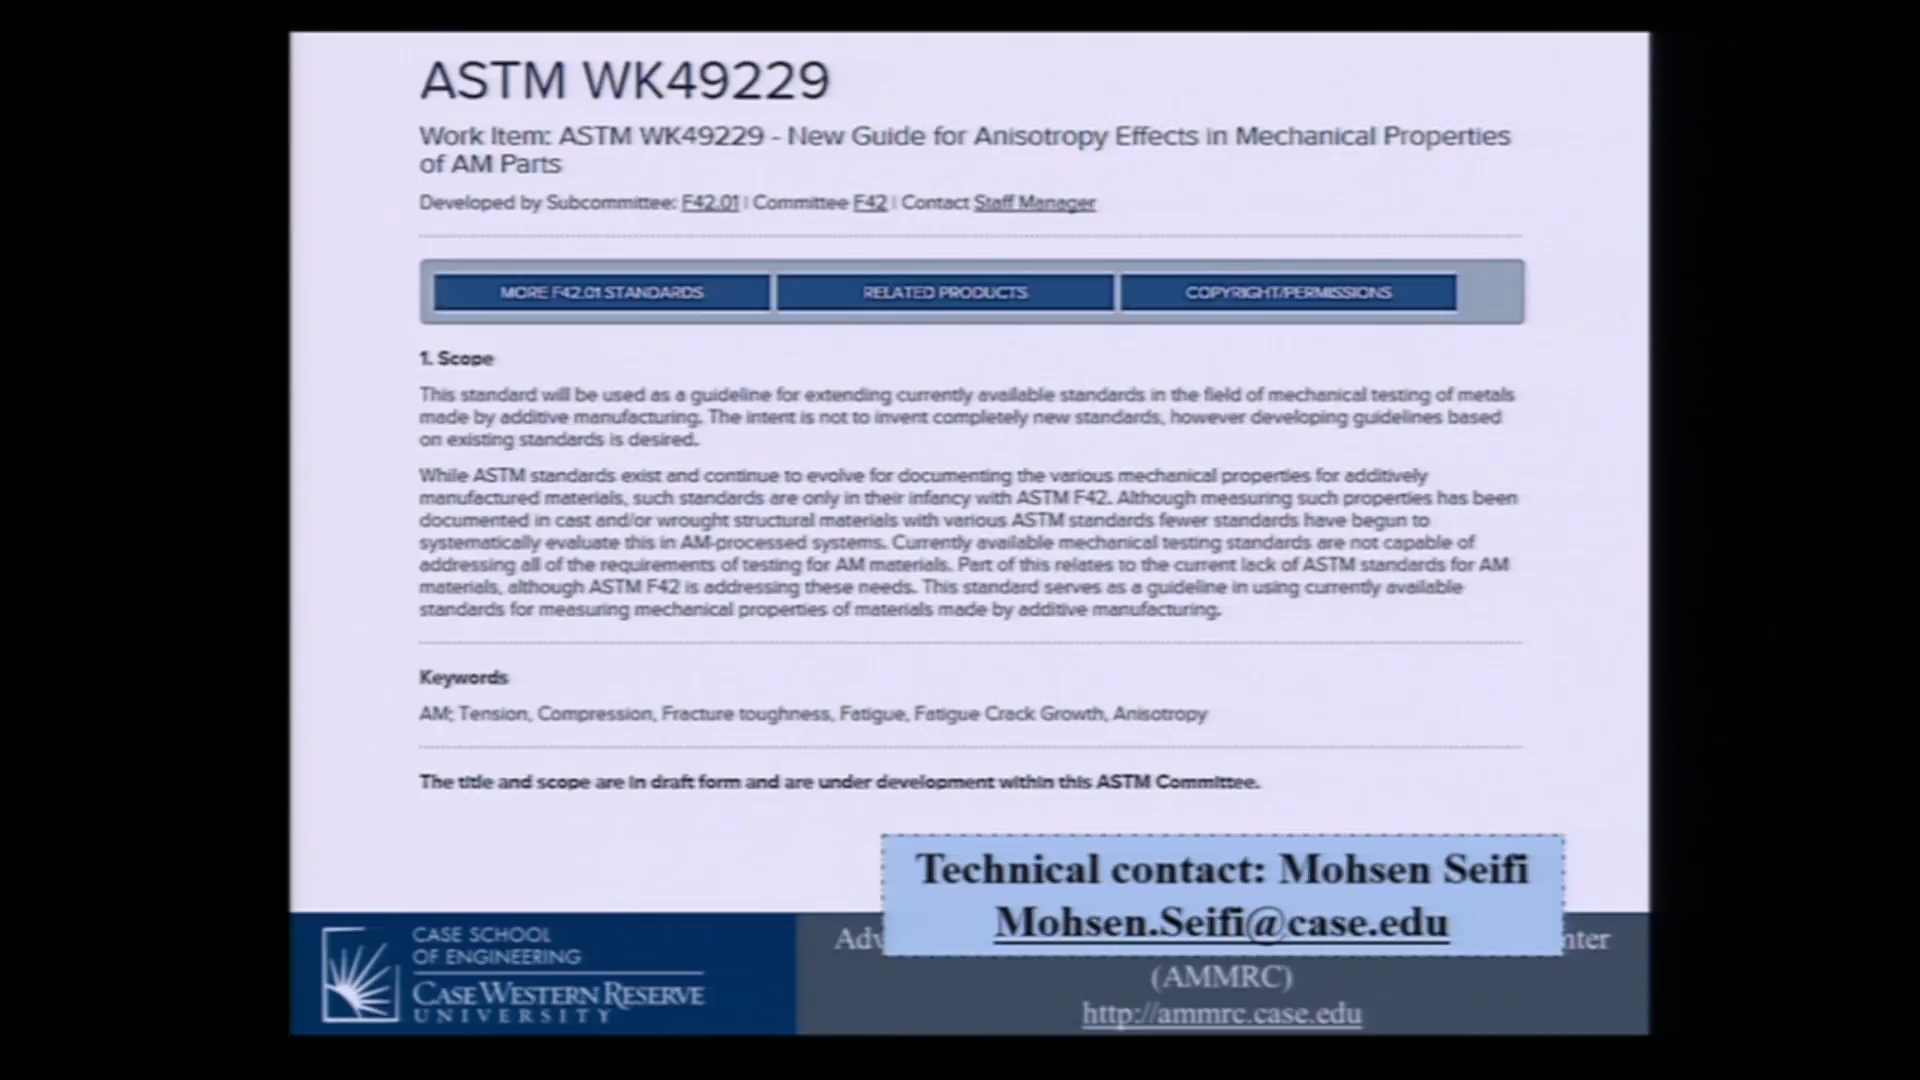 ASTM WK49229
Work Item: ASTM WK49229 - New Guide for Anisotropy Effects in Mechanical Properties
of AM Parts
Developed by Subcommittee: F42.01 | Committee F42 | Contact Staff Manager
MORE F42.01 STANDARDS
RELATED PRODUCTS
COPYRIGHT/PERMISSIONS
1. Scope
This standard will be used as a guideline for extending currently available standards in the field of mechanical testing of metals
made by additive manufacturing. The intent is not to invent completely new standards, however developing guidelines based
on existing standards is desired.
While ASTM standards exist and continue to evolve for documenting the various mechanical properties for additively
manufactured materials, such standards are only in their infancy with ASTM F42. Although measuring such properties has been
documented in cast and/or wrought structural materials with various ASTM standards fewer standards have begun to
systematically evaluate this in AM-processed systems. Currently available mechanical testing standards are not capable of
addressing all of the requirements of testing for AM materials. Part of this relates to the current lack of ASTM standards for AM
materials, although ASTM F42 is addressing these needs. This standard serves as a guideline in using currently available
standards for measuring mechanical properties of materials made by additive manufacturing.
Keywords
AM; Tension, Compression, Fracture toughness, Fatigue, Fatigue Crack Growth, Anisotropy
The title and scope are in draft form and are under development within this ASTM Committee.
Technical contact: Mohsen Seifi
Mohsen.Seifi@case.edu
CASE SCHOOL
OF ENGINEERING
CASE WESTERN RESERVE
UNIVERSITY
(AMMRC)
http://ammrc.case.edu